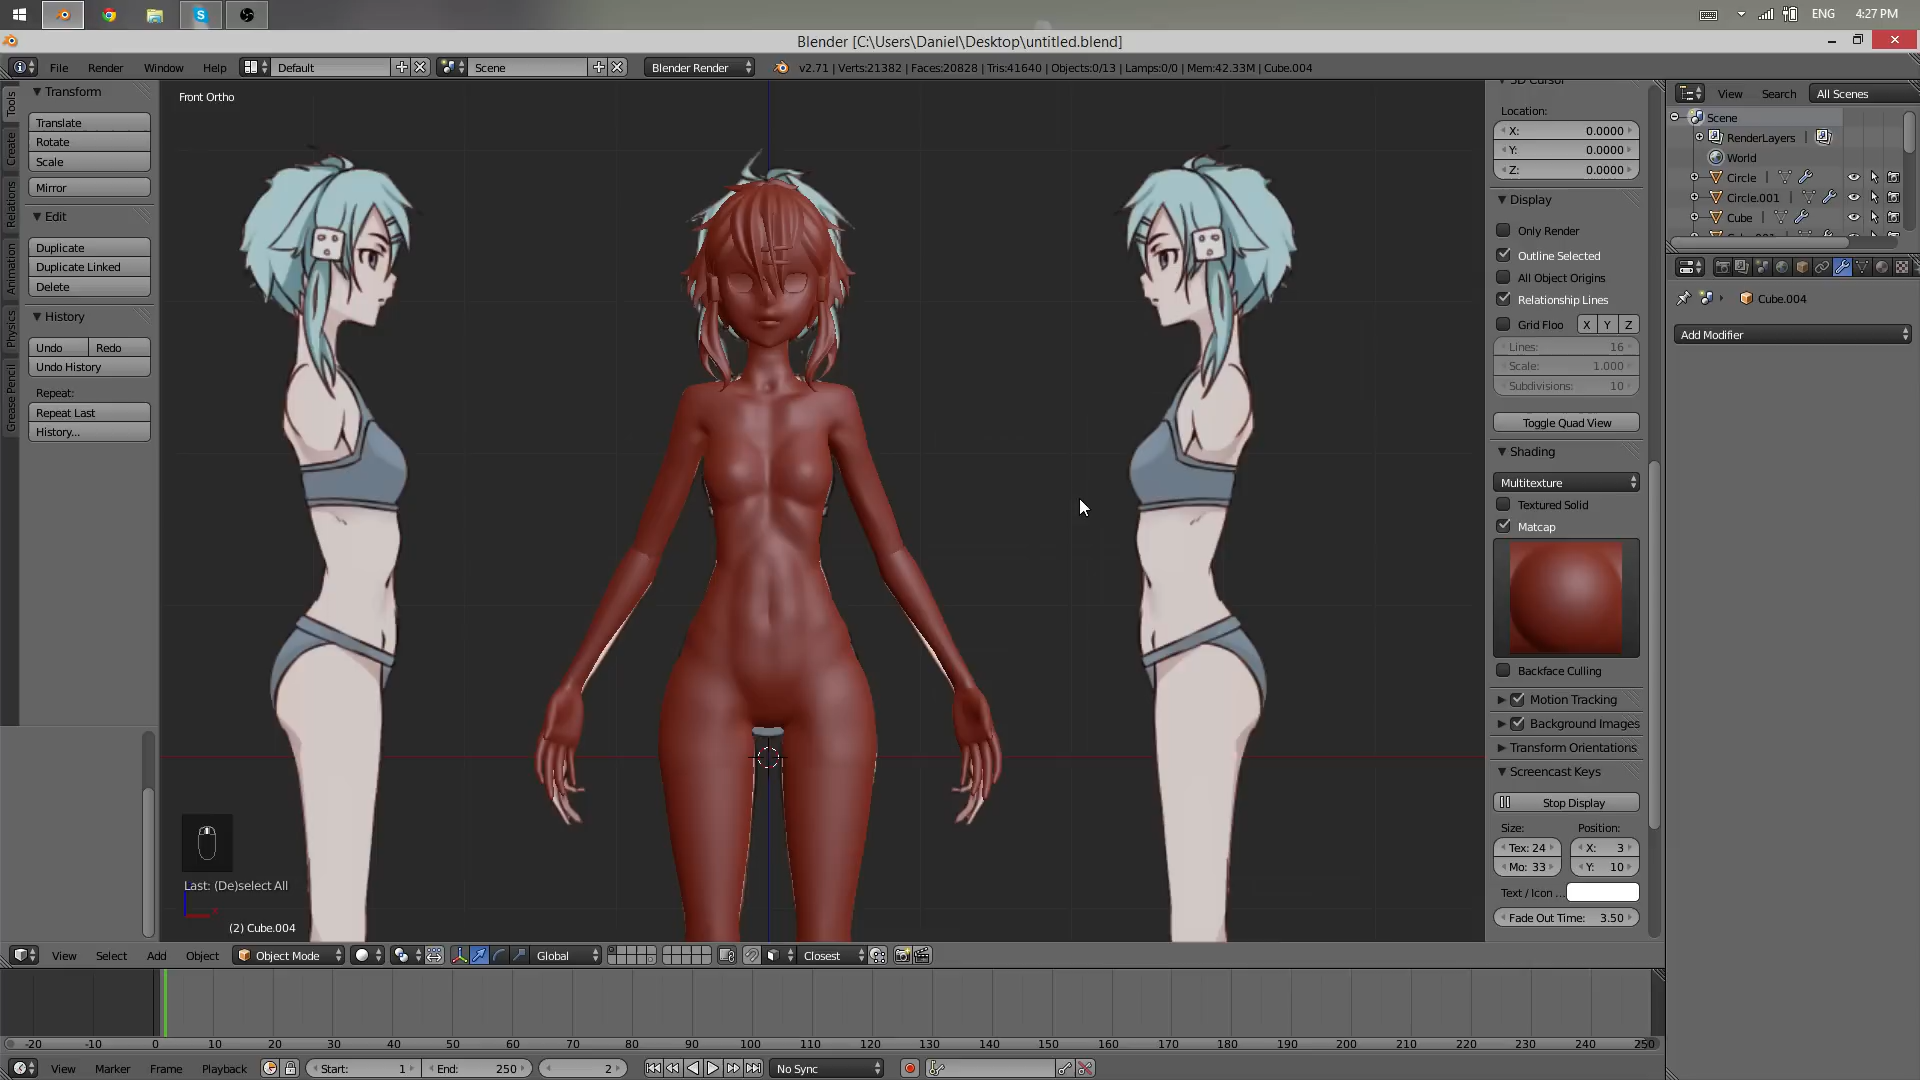 ENG 4:27 PM
Blender [C:\Users\Daniel\Desktop\untitled.blend]
File Render Window Help Default Scene Blender Render v2.71 | Verts:21382 | Faces:20828 | Tris:41640 | Objects:0/13 | Lamps:0/0 | Mem:42.33M | Cube.004
Tools
Create
Relations
Animation
Physics
Grease Pencil
Transform
Translate
Rotate
Scale
Mirror
Edit
Duplicate
Duplicate Linked
Delete
History
Undo Redo
Undo History
Repeat:
Repeat Last
History...
Front Ortho
Last: (De)select All
(2) Cube.004
3D Cursor
Location:
X: 0.0000
Y: 0.0000
Z: 0.0000
Display
Only Render
Outline Selected
All Object Origins
Relationship Lines
Grid Floo X Y Z
Lines: 16
Scale: 1.000
Subdivisions: 10
Toggle Quad View
Shading
Multitexture
Textured Solid
Matcap
Backface Culling
Motion Tracking
Background Images
Transform Orientations
Screencast Keys
Stop Display
Size: Position:
Tex: 24 X: 3
Mo: 33 Y: 10
Text / Icon ...
Fade Out Time: 3.50
View Search All Scenes
Scene
RenderLayers
World
Circle
Circle.001
Cube
Cube.004
Add Modifier
View Select Add Object Object Mode Global Closest
-20 -10 0 10 20 30 40 50 60 70 80 90 100 110 120 130 140 150 160 170 180 190 200 210 220 230 240 250
View Marker Frame Playback Start: 1 End: 250 2 No Sync